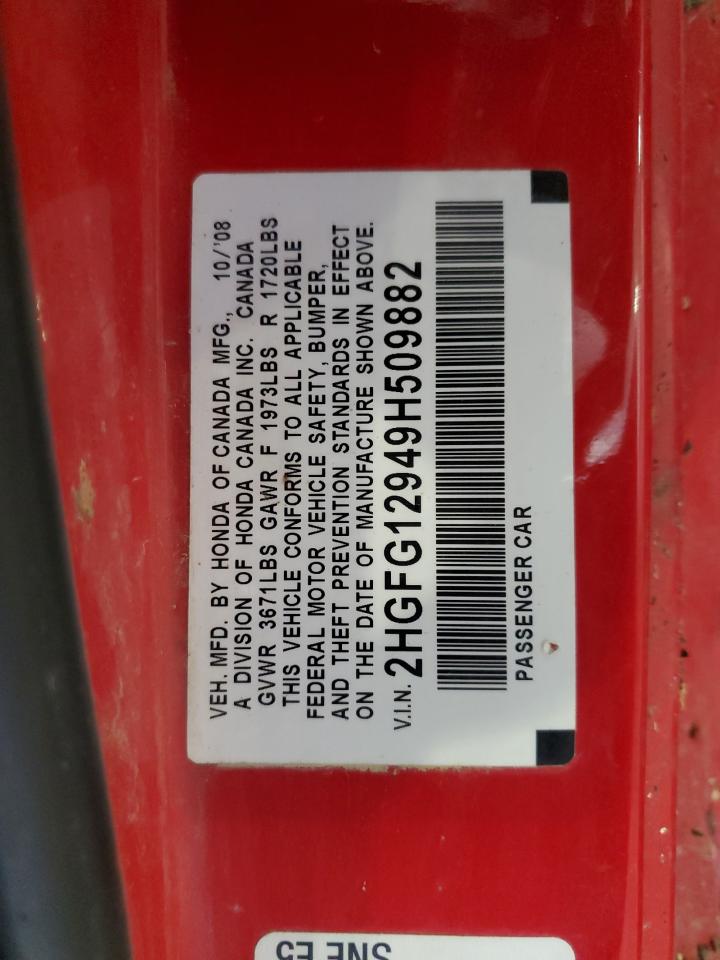 VEH. MFD. BY HONDA OF CANADA MFG., 10/'08
A DIVISION OF HONDA CANADA INC. CANADA
GVWR 3671LBS GAWR F 1973LBS R 1720LBS
THIS VEHICLE CONFORMS TO ALL APPLICABLE
FEDERAL MOTOR VEHICLE SAFETY, BUMPER,
AND THEFT PREVENTION STANDARDS IN EFFECT
ON THE DATE OF MANUFACTURE SHOWN ABOVE.
V.I.N. 2HGFG12949H509882
PASSENGER CAR